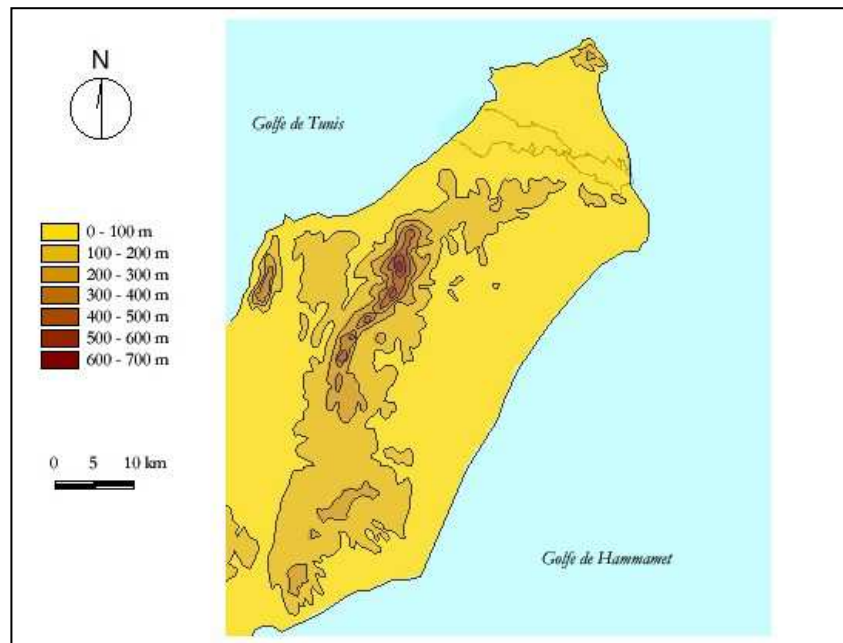 N
Golfe de Tunis
0 - 100 m
100 - 200 m
200 - 300 m
300 - 400 m
400 - 500 m
500 - 600 m
600 - 700 m
0 5 10 km
Golfe de Hammamet